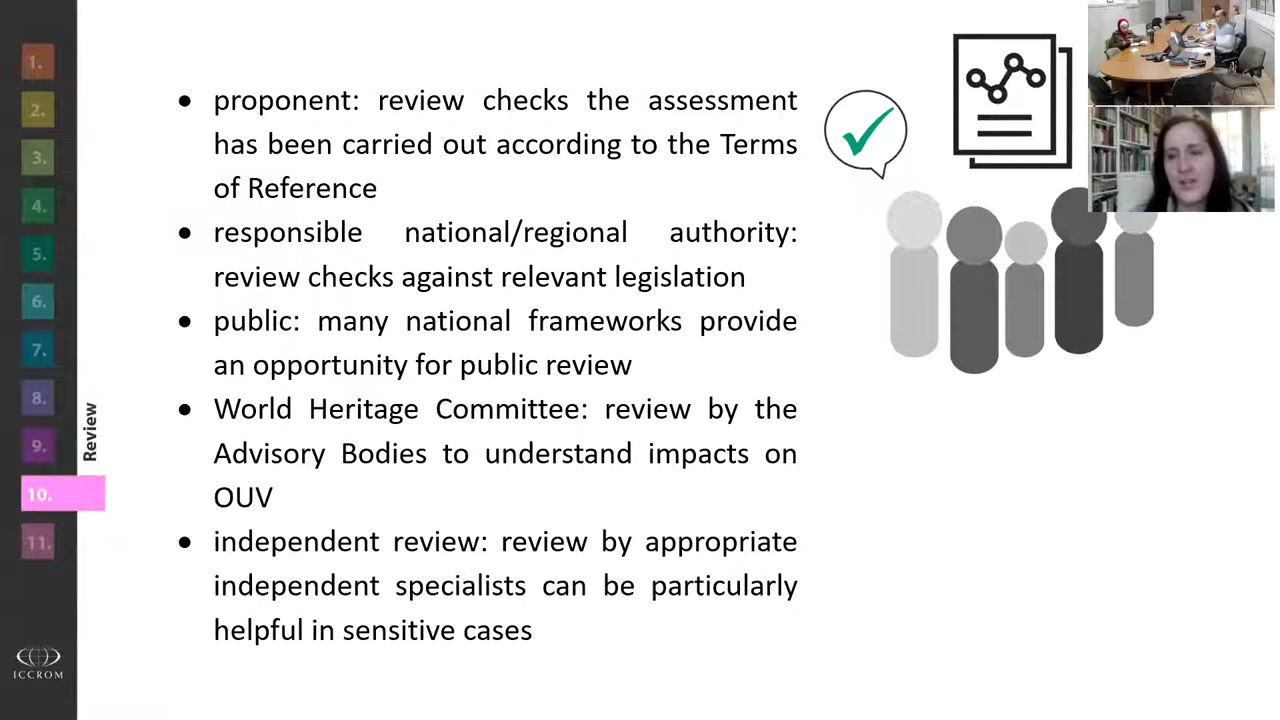 1.
2.
3.
4.
5.
6.
7.
8.
9.
10.
11.
Review
ICCROM
• proponent: review checks the assessment
has been carried out according to the Terms
of Reference
• responsible national/regional authority:
review checks against relevant legislation
• public: many national frameworks provide
an opportunity for public review
• World Heritage Committee: review by the
Advisory Bodies to understand impacts on
OUV
• independent review: review by appropriate
independent specialists can be particularly
helpful in sensitive cases